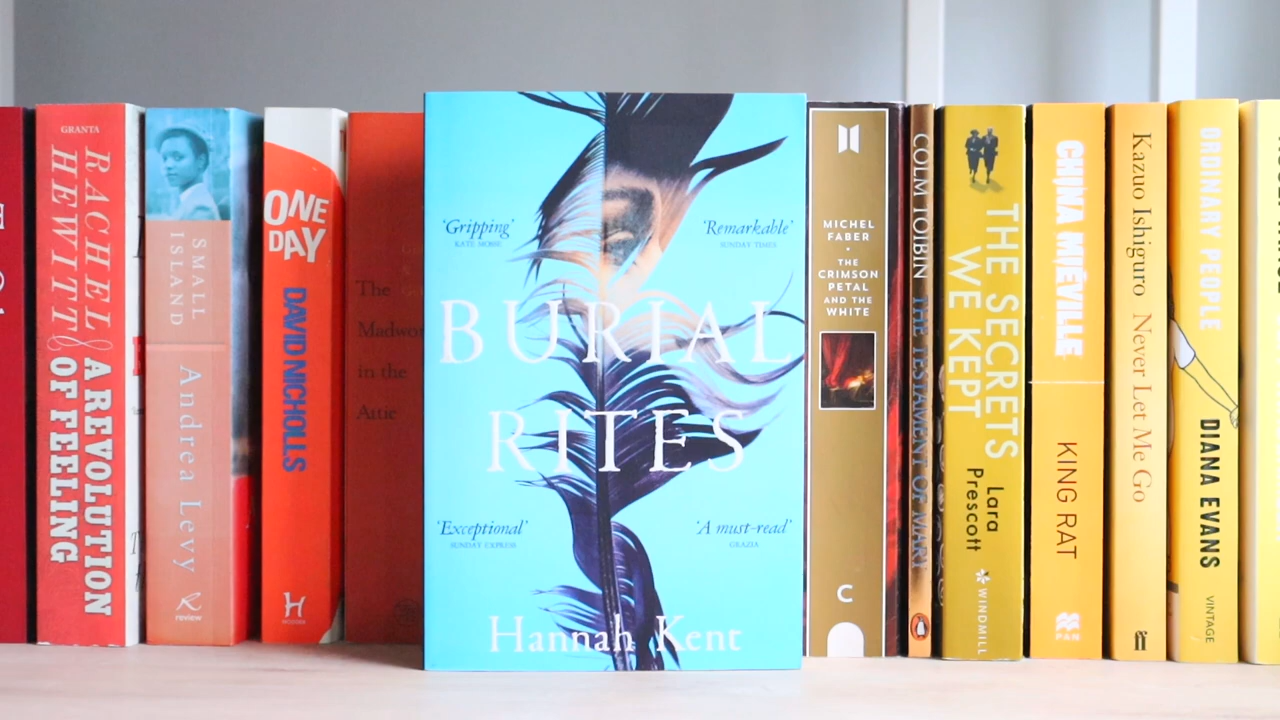 GRANTA
RACHEL
HEWITT
A REVOLUTION
OF FEELING
SMALL
ISLAND
Andrea Levy
review
ONE
DAY
DAVID NICHOLLS
HODDER
The
in the
Attic
'Gripping'
KATE MOSSE
'Remarkable'
SUNDAY TIMES
BURIAL
RITES
'Exceptional'
SUNDAY EXPRESS
'A must-read'
GRAZIA
Hannah Kent
MICHEL
FABER
THE
CRIMSON
PETAL
AND THE
WHITE
C
COLM TÓIBÍN THE TESTAMENT OF MARY
THE SECRETS
WE KEPT
Lara
Prescott
WINDMILL
CHINA MIÉVILLE
KING RAT
PAN
Kazuo Ishiguro Never Let Me Go
ff
ORDINARY PEOPLE
DIANA EVANS
VINTAGE